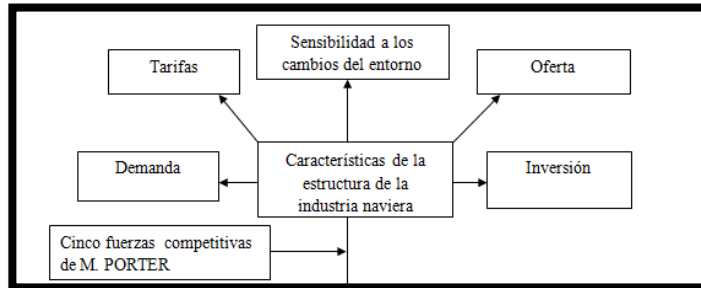 Sensibilidad a los
cambios del entorno
Tarifas
Oferta
Demanda
Características de la
estructura de la
industria naviera
Inversión
Cinco fuerzas competitivas
de M. PORTER